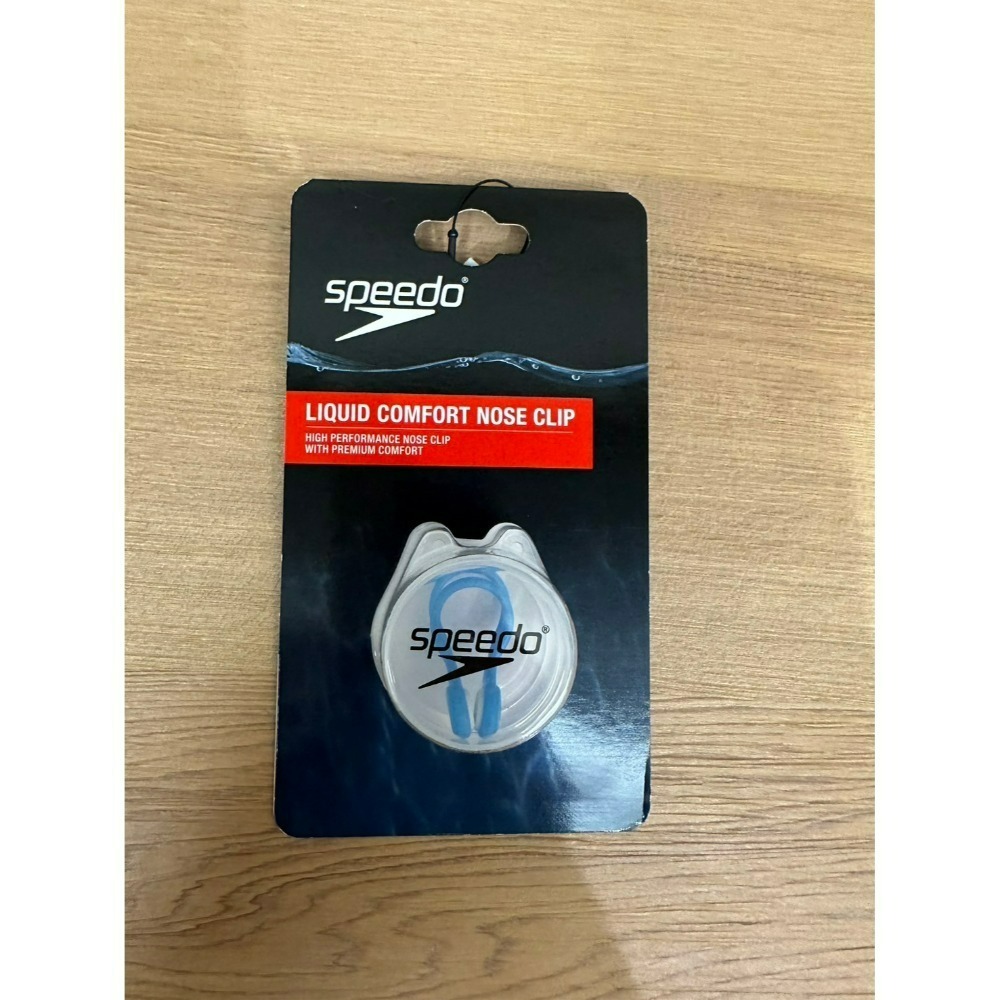 speedo®
LIQUID COMFORT NOSE CLIP
HIGH PERFORMANCE NOSE CLIP
WITH PREMIUM COMFORT
speedo®